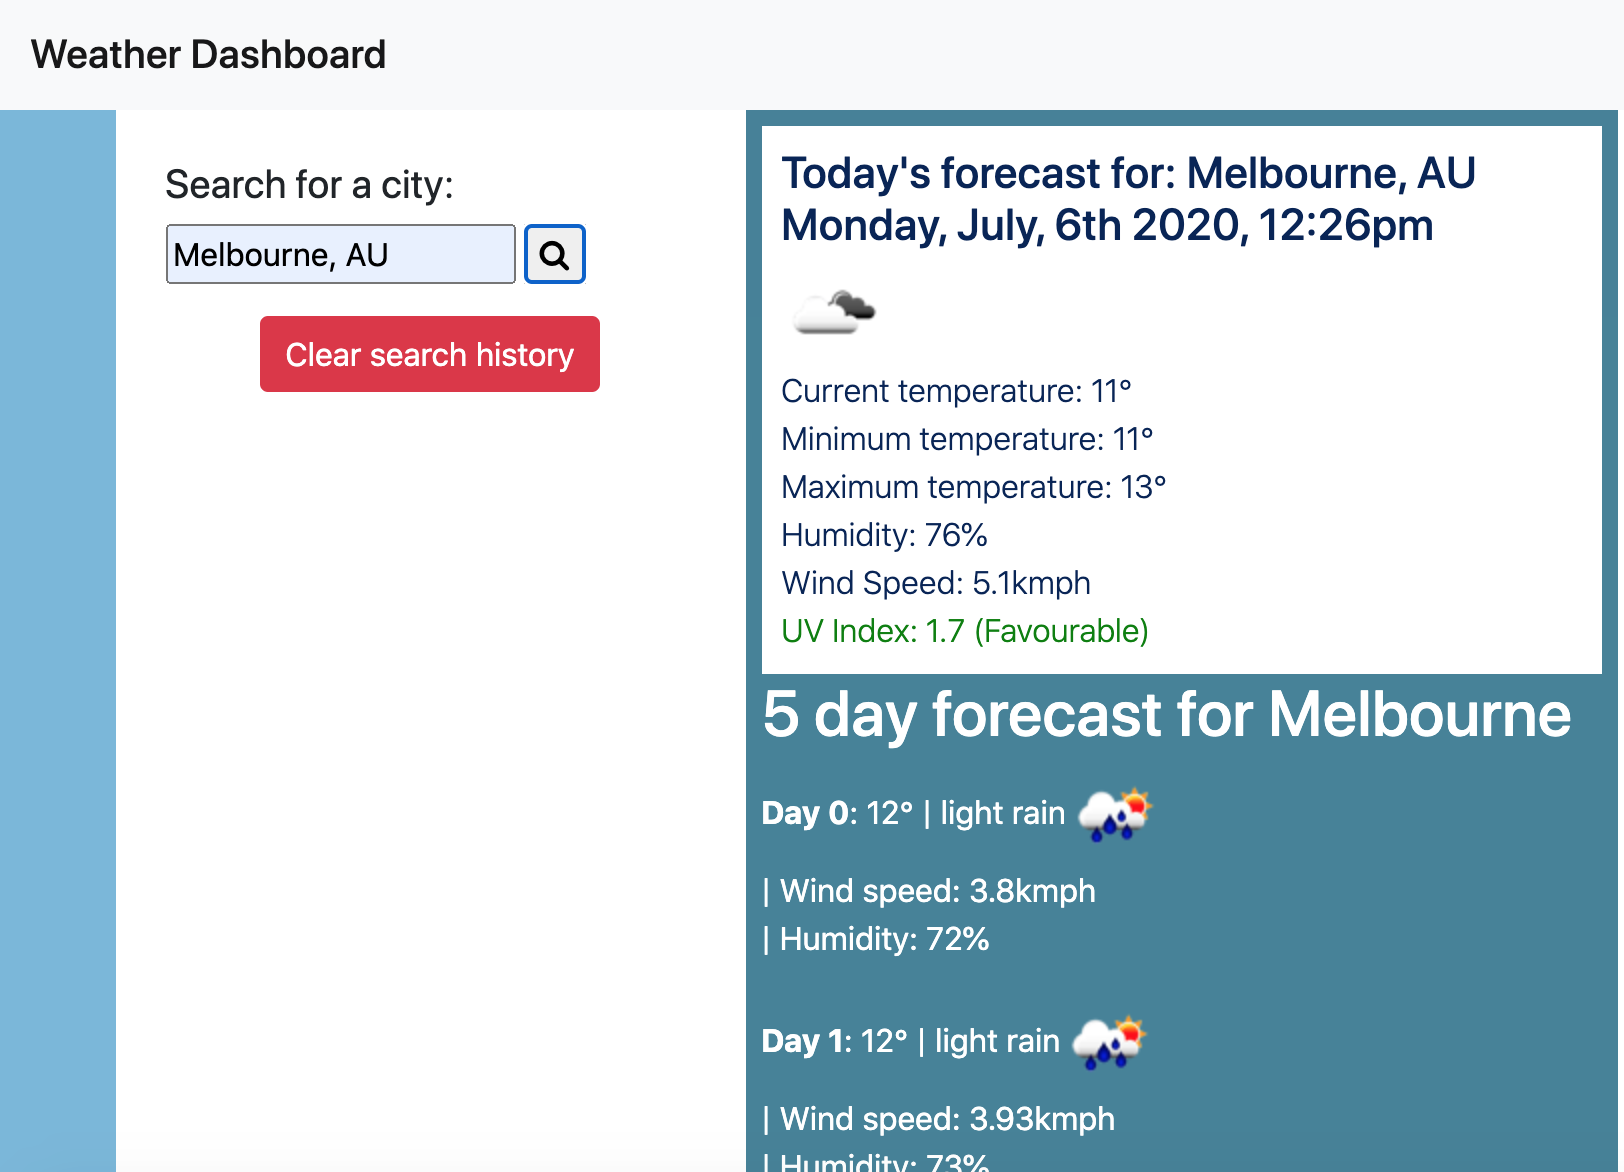 Weather Dashboard
Search for a city:
Melbourne, AU
Clear search history
Today's forecast for: Melbourne, AU
Monday, July, 6th 2020, 12:26pm
Current temperature: 11°
Minimum temperature: 11°
Maximum temperature: 13°
Humidity: 76%
Wind Speed: 5.1kmph
UV Index: 1.7 (Favourable)
5 day forecast for Melbourne
Day 0: 12° | light rain
| Wind speed: 3.8kmph
| Humidity: 72%
Day 1: 12° | light rain
| Wind speed: 3.93kmph
| Humidity: 73%